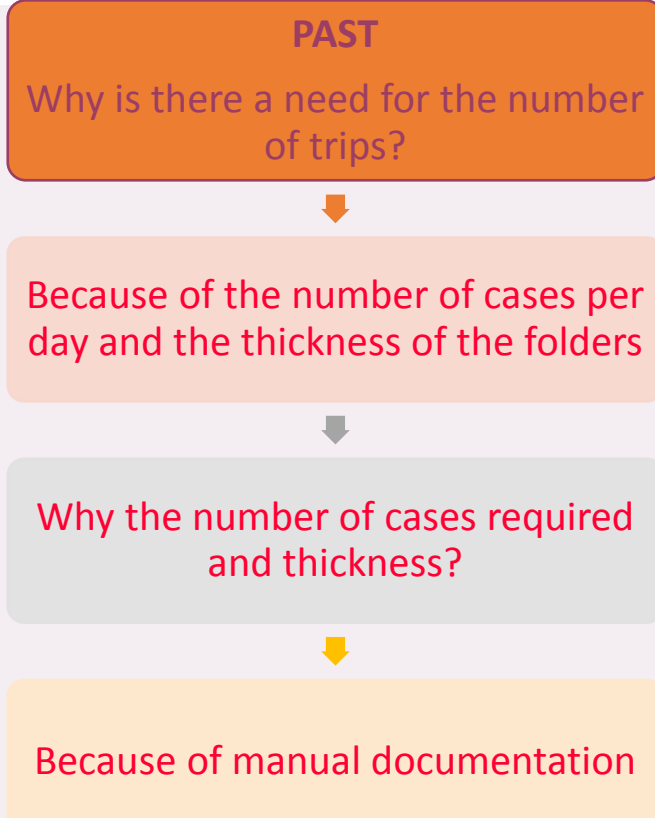 PAST
Why is there a need for the number
of trips?
Because of the number of cases per
day and the thickness of the folders
Why the number of cases required
and thickness?
Because of manual documentation